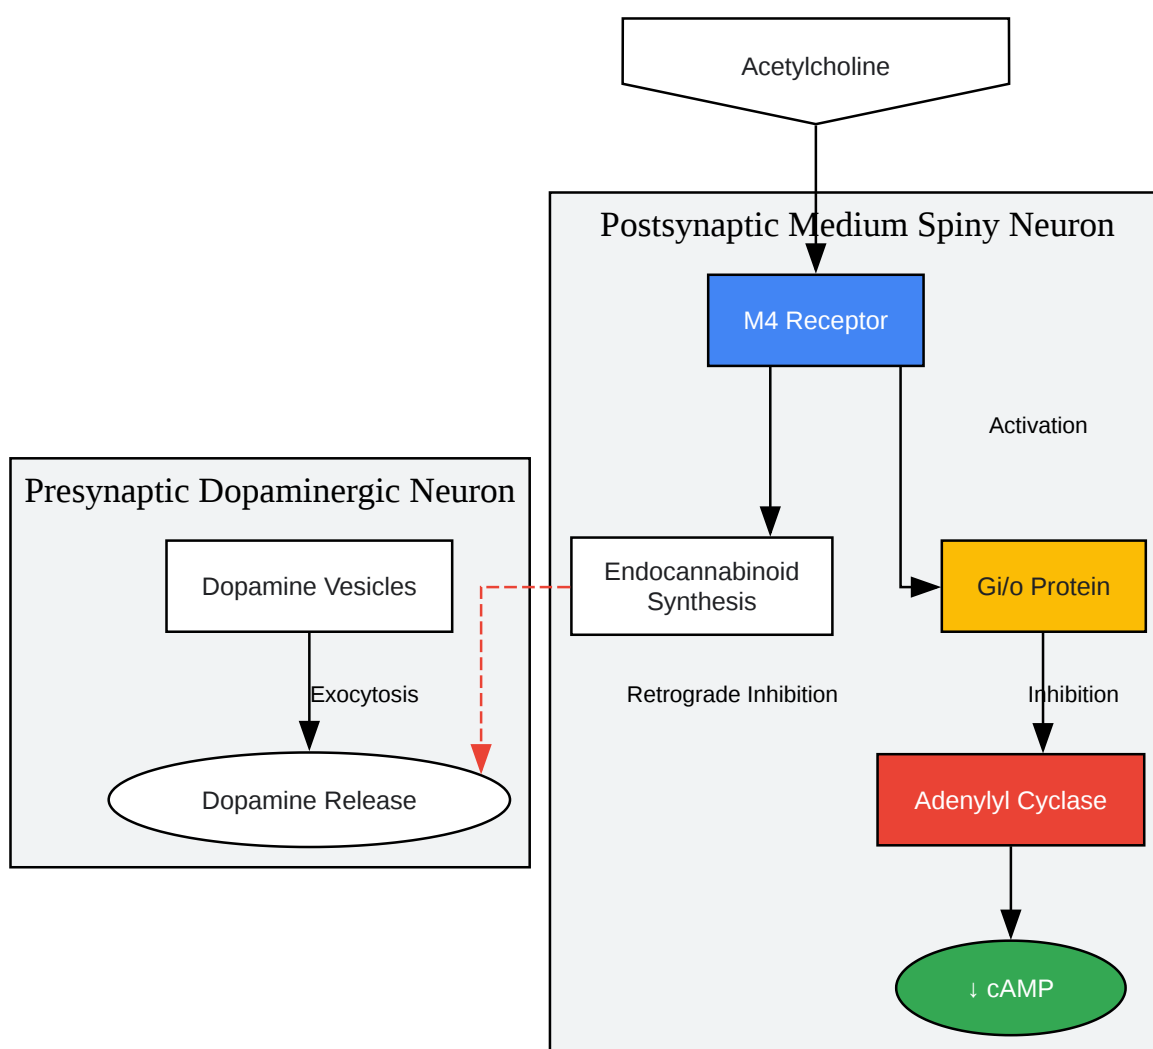 Acetylcholine
Postsynaptic Medium Spiny Neuron
M4 Receptor
Activation
Presynaptic Dopaminergic Neuron
Dopamine Vesicles
Endocannabinoid
Synthesis
Gi/o Protein
Exocytosis
Retrograde Inhibition
Inhibition
Dopamine Release
Adenylyl Cyclase
↓ cAMP